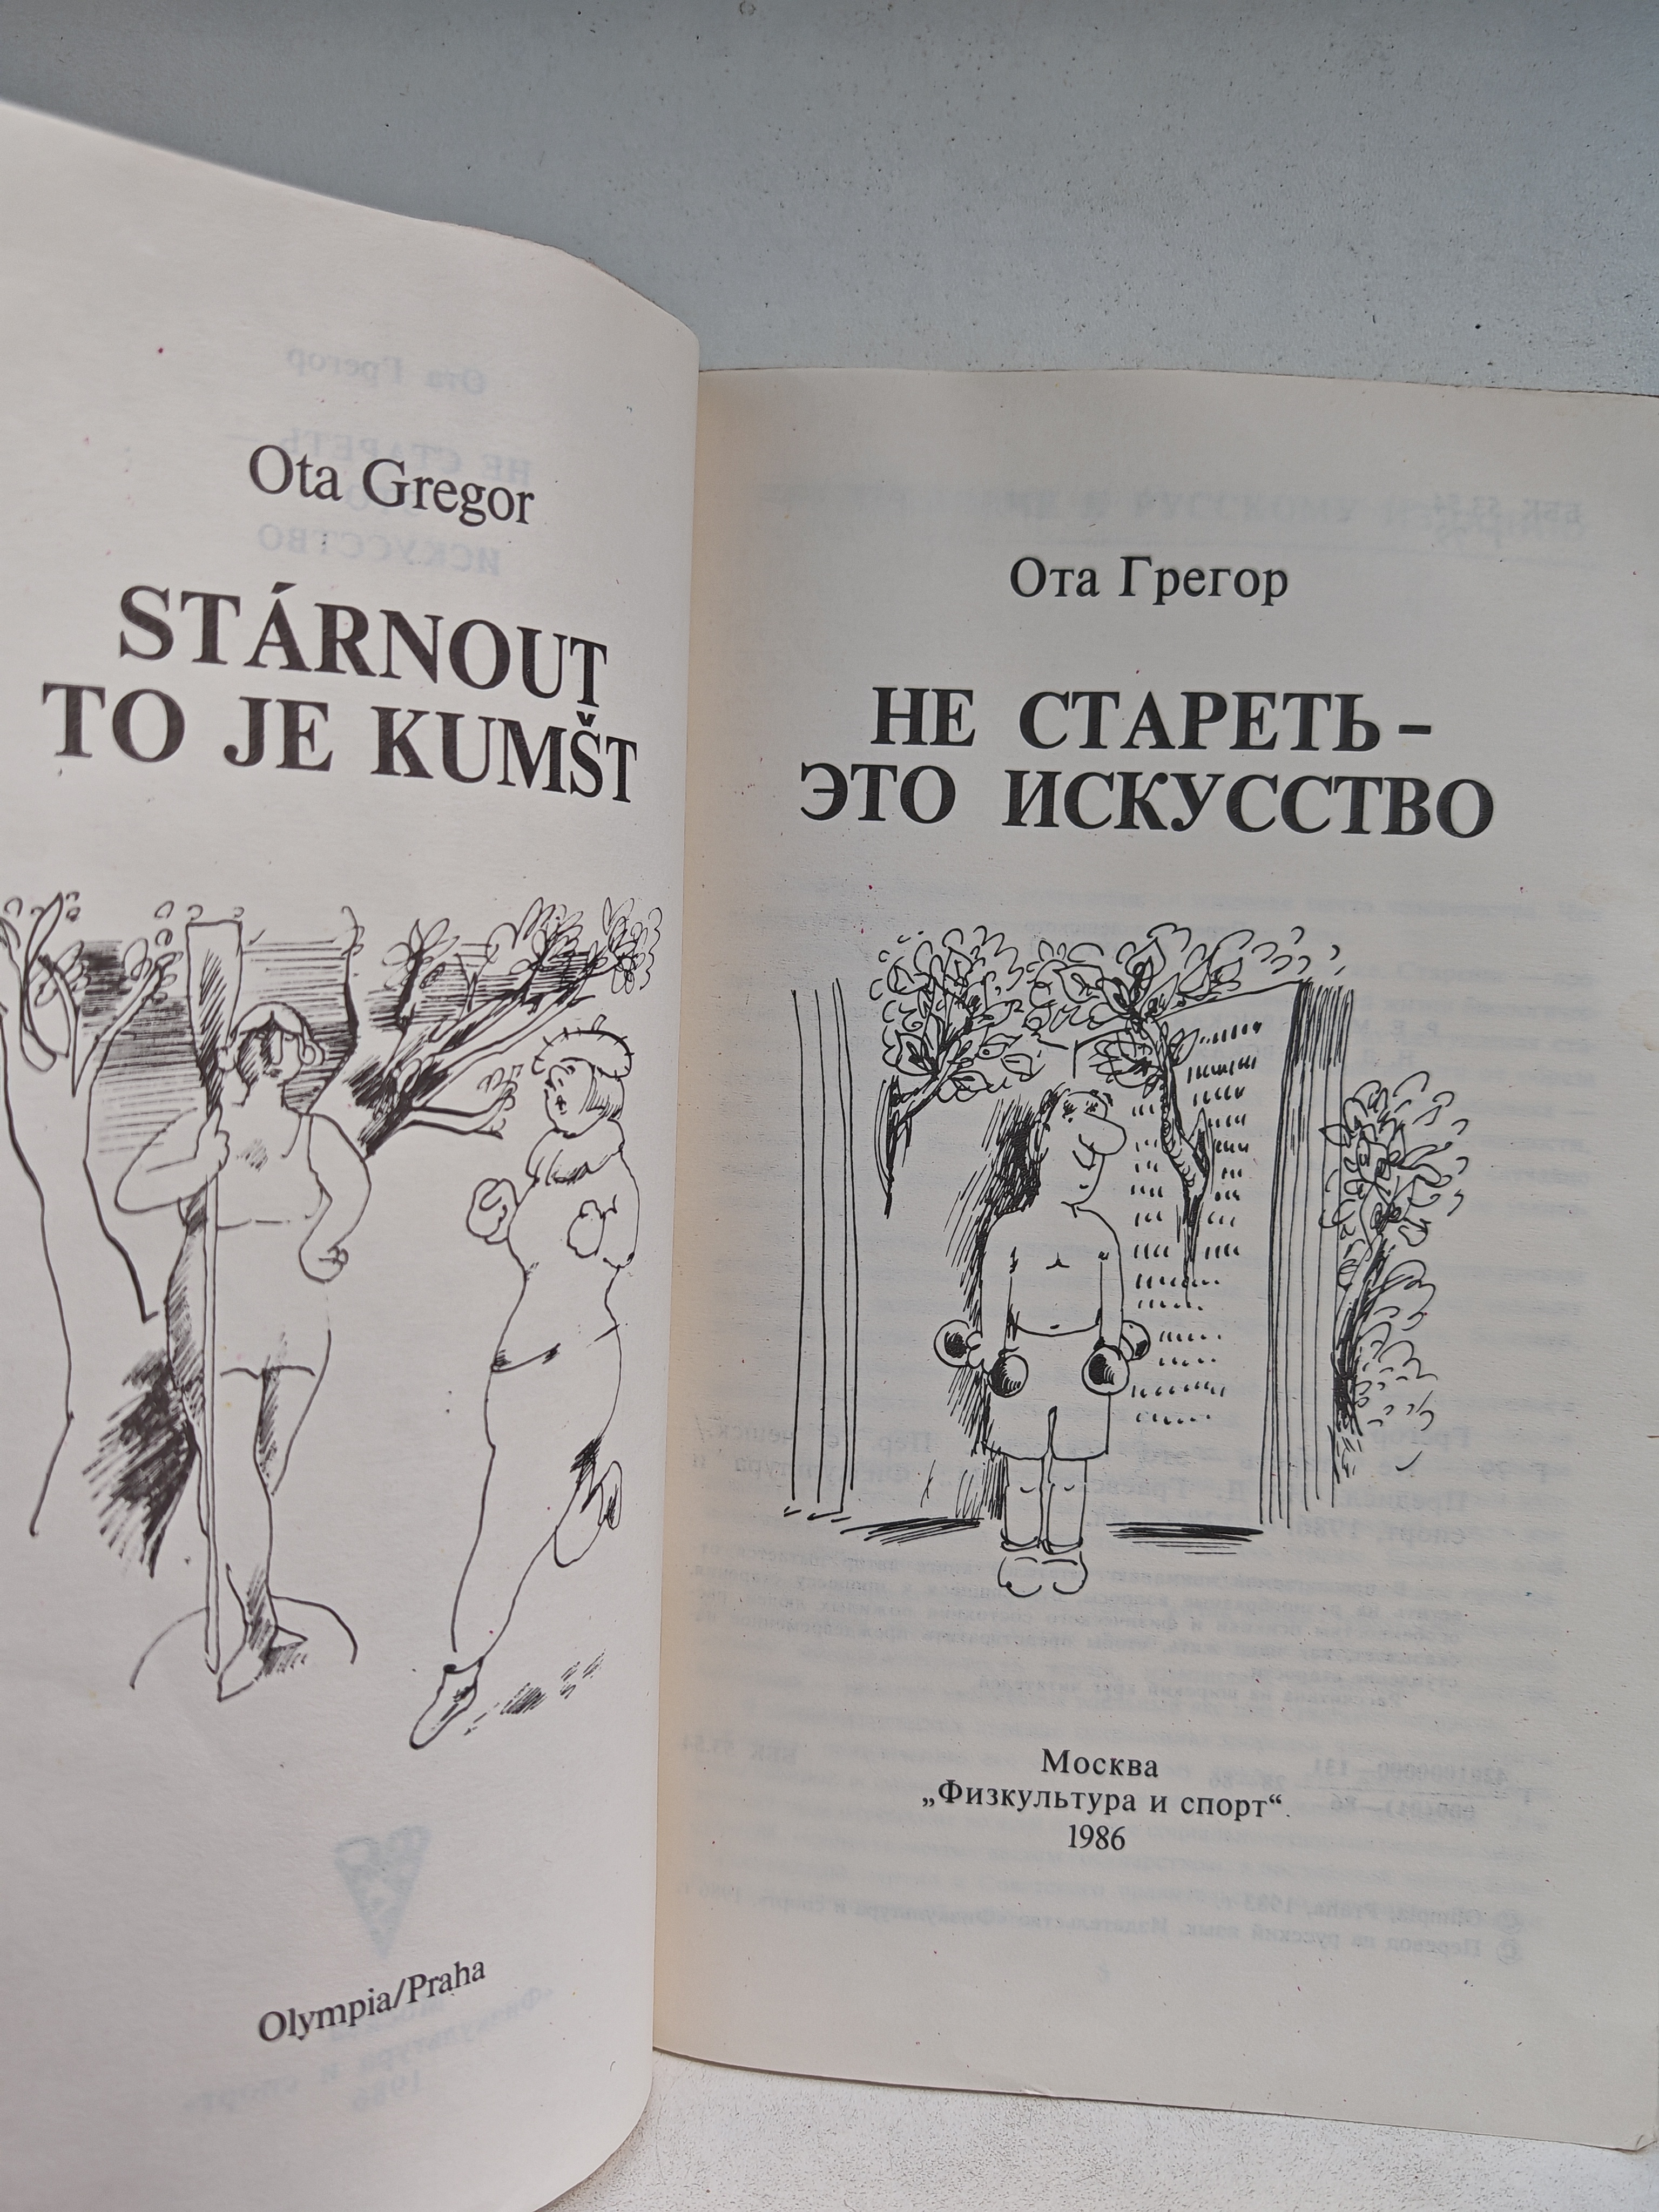 Ota Gregor
STÁRNOUT
TO JE KUMŠT
Olympia/Praha
Ота Грегор
НЕ СТАРЕТЬ –
ЭТО ИСКУССТВО
Москва
„Физкультура и спорт“
1986